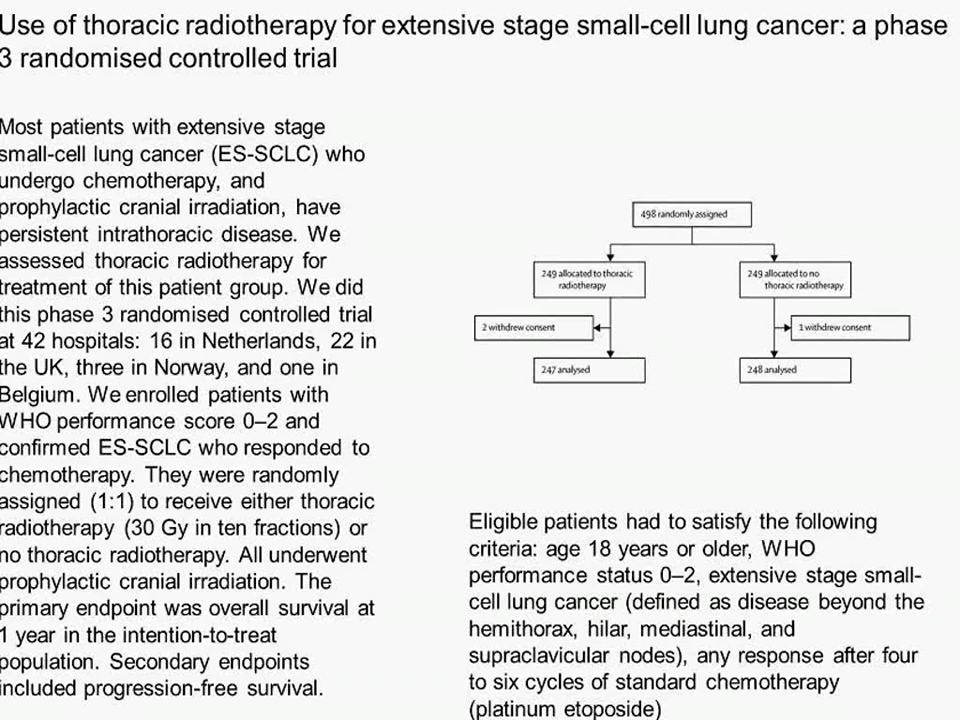 Use of thoracic radiotherapy for extensive stage small-cell lung cancer: a phase
3 randomised controlled trial
Most patients with extensive stage
small-cell lung cancer (ES-SCLC) who
undergo chemotherapy, and
prophylactic cranial irradiation, have
persistent intrathoracic disease. We
assessed thoracic radiotherapy for
treatment of this patient group. We did
this phase 3 randomised controlled trial
at 42 hospitals: 16 in Netherlands, 22 in
the UK, three in Norway, and one in
Belgium. We enrolled patients with
WHO performance score 0–2 and
confirmed ES-SCLC who responded to
chemotherapy. They were randomly
assigned (1:1) to receive either thoracic
radiotherapy (30 Gy in ten fractions) or
no thoracic radiotherapy. All underwent
prophylactic cranial irradiation. The
primary endpoint was overall survival at
1 year in the intention-to-treat
population. Secondary endpoints
included progression-free survival.
498 randomly assigned
249 allocated to thoracic
radiotherapy
249 allocated to no
thoracic radiotherapy
2 withdrew consent
1 withdrew consent
247 analysed
248 analysed
Eligible patients had to satisfy the following
criteria: age 18 years or older, WHO
performance status 0–2, extensive stage small-
cell lung cancer (defined as disease beyond the
hemithorax, hilar, mediastinal, and
supraclavicular nodes), any response after four
to six cycles of standard chemotherapy
(platinum etoposide)